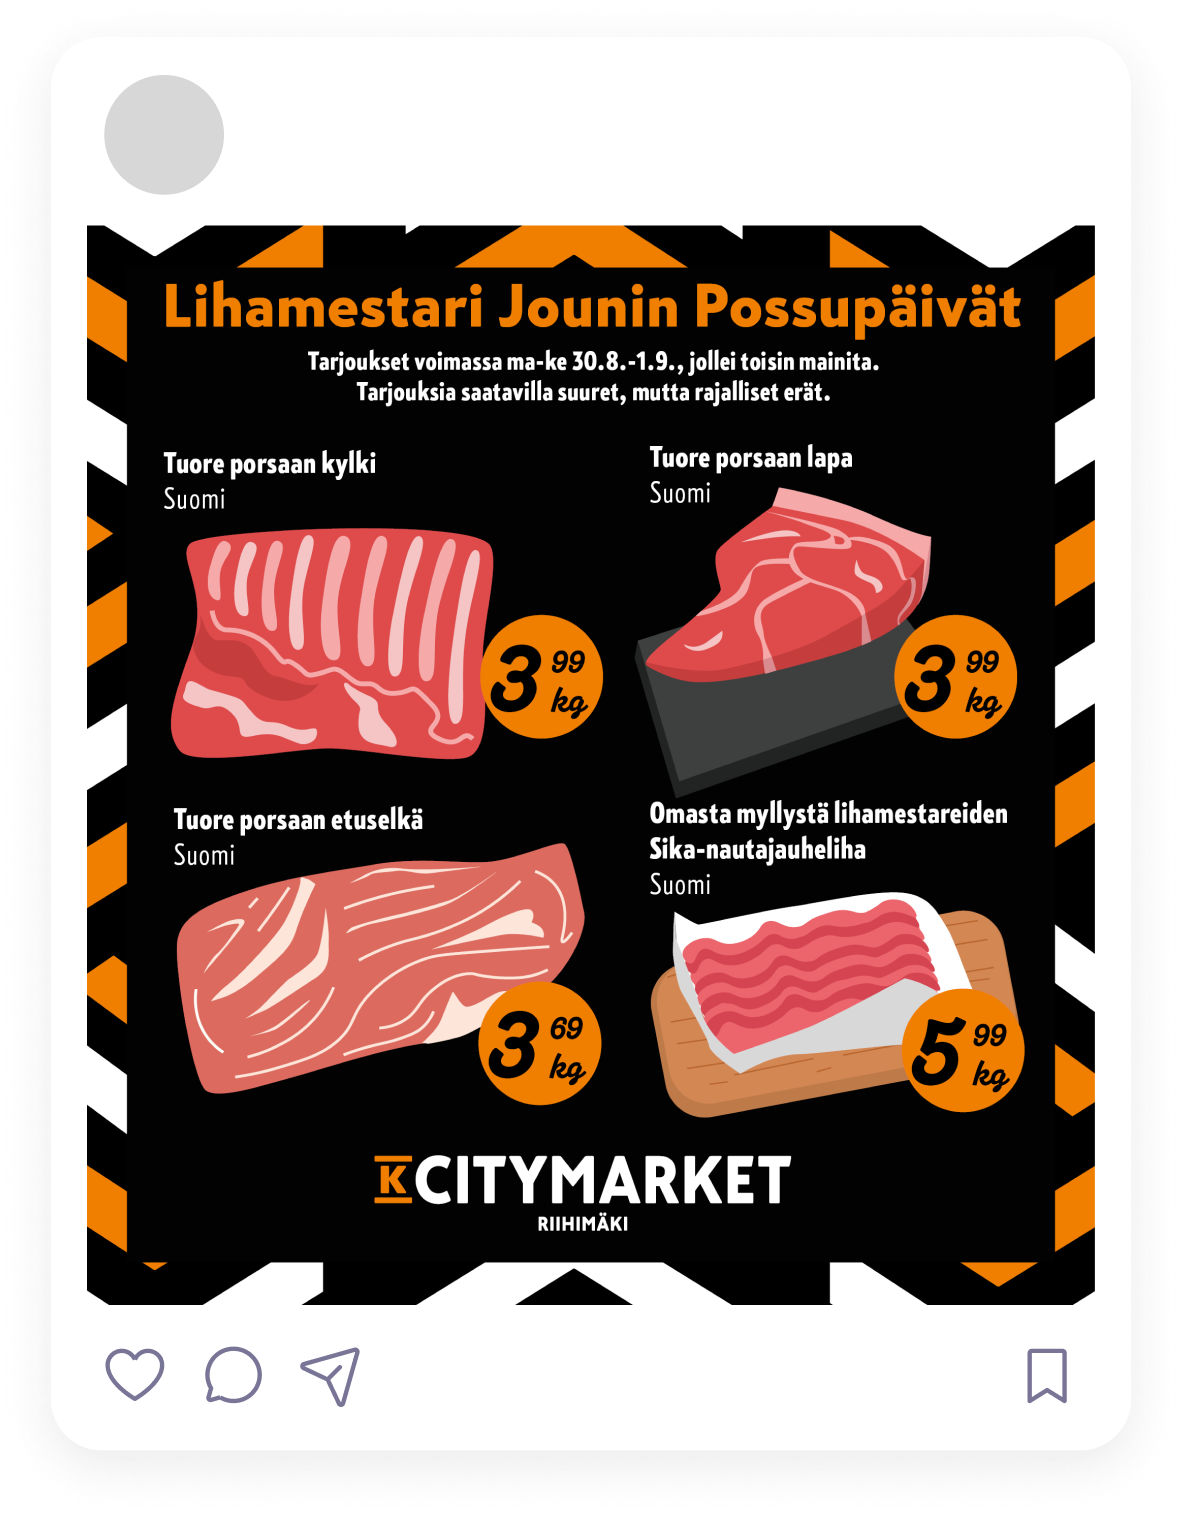 Lihamestari Jounin Possupäivät
Tarjoukset voimassa ma-ke 30.8.-1.9., jollei toisin mainita.
Tarjouksia saatavilla suuret, mutta rajalliset erät.
Tuore porsaan kylki
Suomi
3 99
kg
Tuore porsaan lapa
Suomi
3 99
kg
Tuore porsaan etuselkä
Suomi
3 69
kg
Omasta myllystä lihamestareiden
Sika-nautajauheliha
Suomi
5 99
kg
K CITYMARKET
RIIHIMÄKI